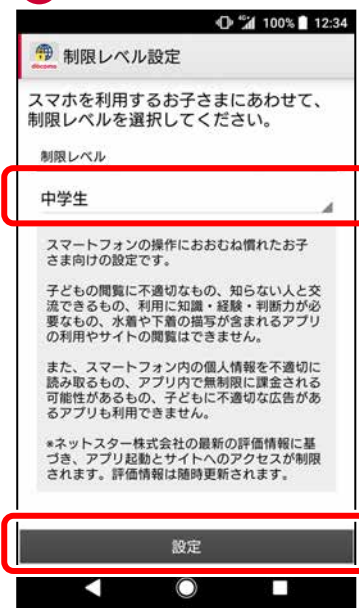 100% 12:34
docomo
制限レベル設定
スマホを利用するお子さまにあわせて、
制限レベルを選択してください。
制限レベル
中学生
スマートフォンの操作におおむね慣れたお子
さま向けの設定です。
子どもの閲覧に不適切なもの、知らない人と交
流できるもの、利用に知識・経験・判断力が必
要なもの、水着や下着の描写が含まれるアプリ
の利用やサイトの閲覧はできません。
また、スマートフォン内の個人情報を不適切に
読み取るもの、アプリ内で無制限に課金される
可能性があるもの、子どもに不適切な広告があ
るアプリも利用できません。
*ネットスター株式会社の最新の評価情報に基
づき、アプリ起動とサイトへのアクセスが制限
されます。評価情報は随時更新されます。
設定